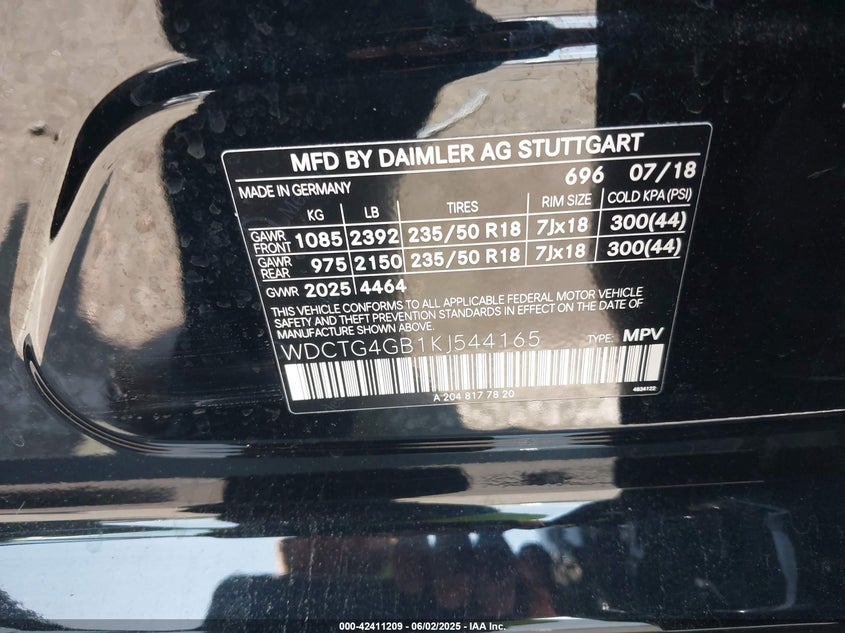 MFD BY DAIMLER AG STUTTGART
696 07/18
MADE IN GERMANY
KG LB TIRES RIM SIZE COLD KPA (PSI)
GAWR FRONT 1085 2392 235/50 R18 7Jx18 300(44)
GAWR REAR 975 2150 235/50 R18 7Jx18 300(44)
GVWR 2025 4464
THIS VEHICLE CONFORMS TO ALL APPLICABLE FEDERAL MOTOR VEHICLE
SAFETY AND THEFT PREVENTION STANDARDS IN EFFECT ON THE DATE OF
MANUFACTURE SHOWN ABOVE.
WDCTG4GB1KJ544165 TYPE: MPV
A 204 817 78 20 4634122
000-42411209 - 06/02/2025 - IAA Inc.